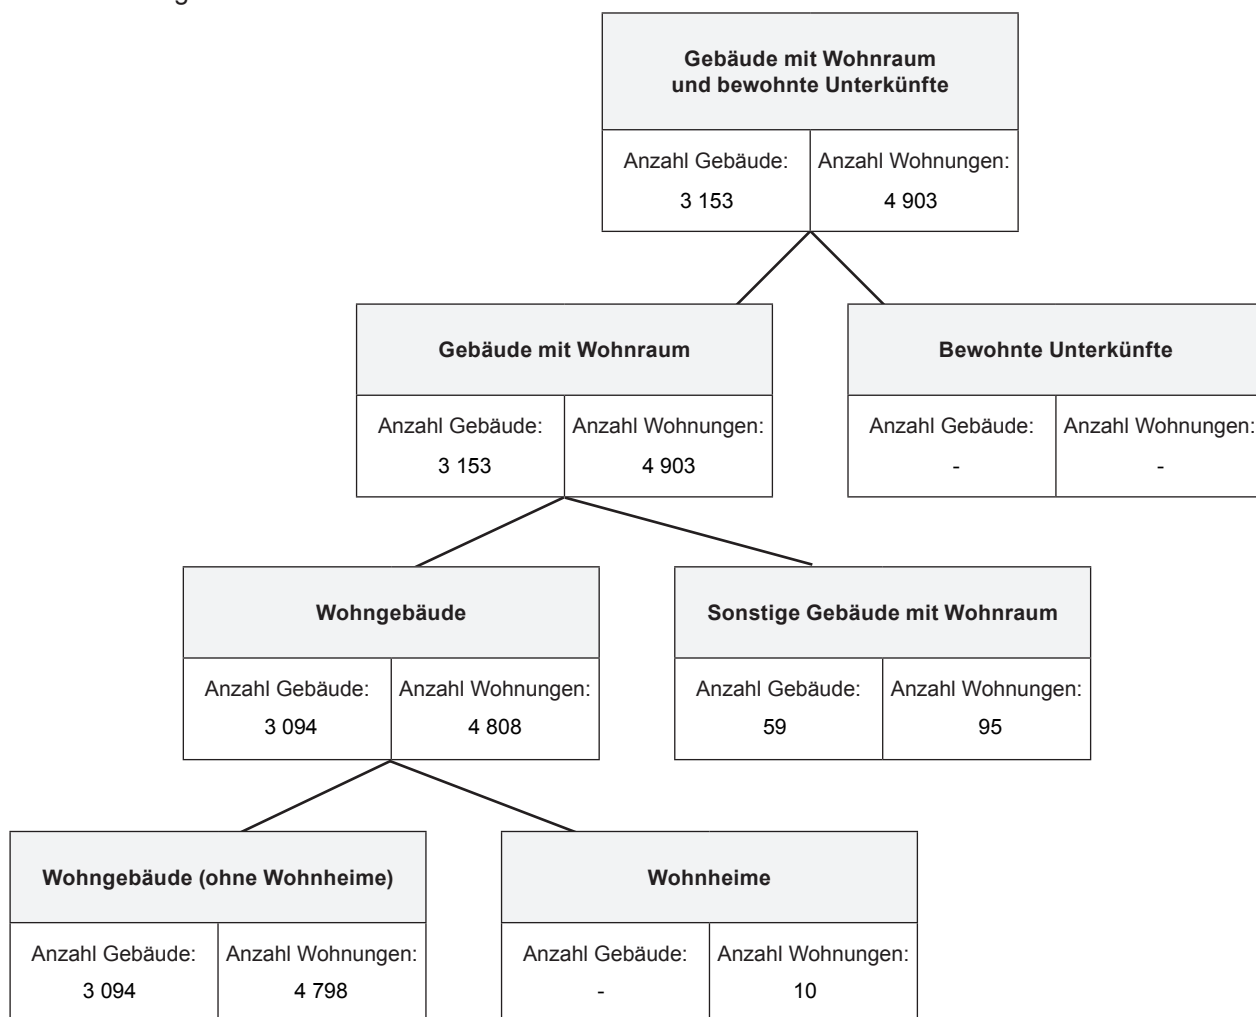 Gebäude mit Wohnraum
und bewohnte Unterkünfte
Anzahl Gebäude: Anzahl Wohnungen:
3 153 4 903
Gebäude mit Wohnraum Bewohnte Unterkünfte
Anzahl Gebäude: Anzahl Wohnungen: Anzahl Gebäude: Anzahl Wohnungen:
3 153 4 903 - -
Wohngebäude Sonstige Gebäude mit Wohnraum
Anzahl Gebäude: Anzahl Wohnungen: Anzahl Gebäude: Anzahl Wohnungen:
3 094 4 808 59 95
Wohngebäude (ohne Wohnheime) Wohnheime
Anzahl Gebäude: Anzahl Wohnungen: Anzahl Gebäude: Anzahl Wohnungen:
3 094 4 798 - 10